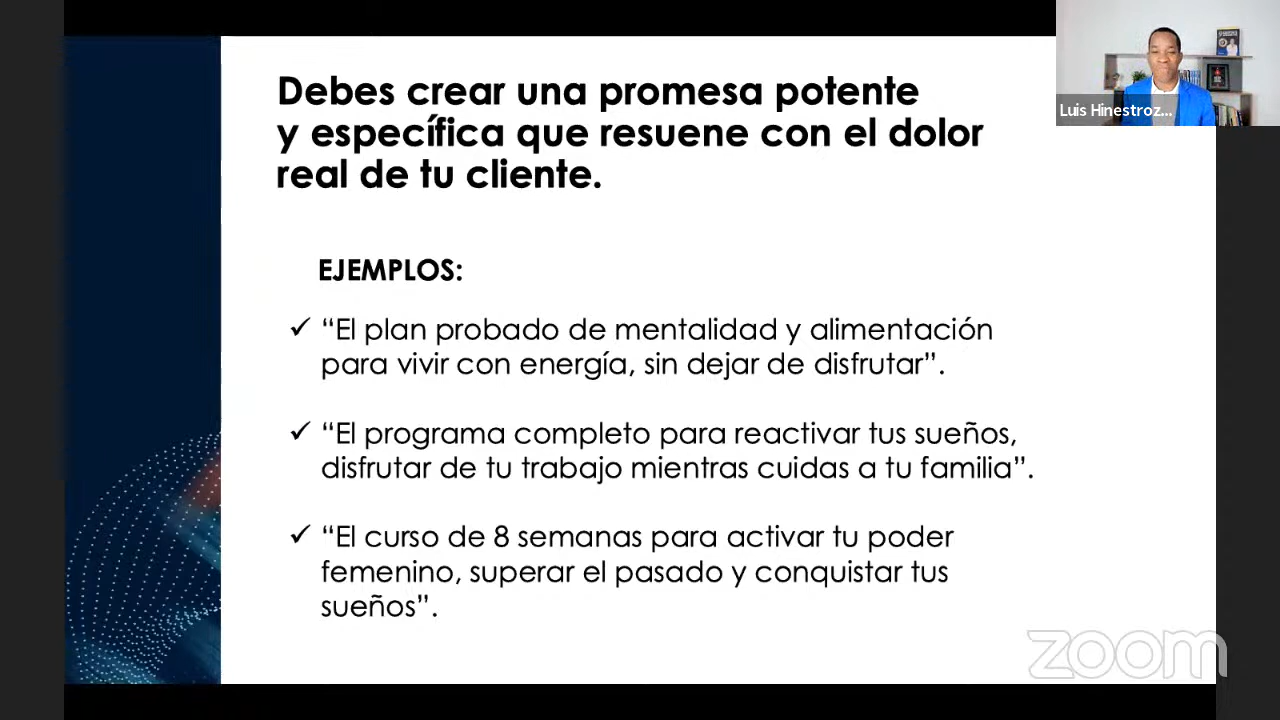 Debes crear una promesa potente
y específica que resuene con el dolor
real de tu cliente.
EJEMPLOS:
✓ “El plan probado de mentalidad y alimentación
para vivir con energía, sin dejar de disfrutar”.
✓ “El programa completo para reactivar tus sueños,
disfrutar de tu trabajo mientras cuidas a tu familia”.
✓ “El curso de 8 semanas para activar tu poder
femenino, superar el pasado y conquistar tus
sueños”.
Luis Hinestroz...
zoom